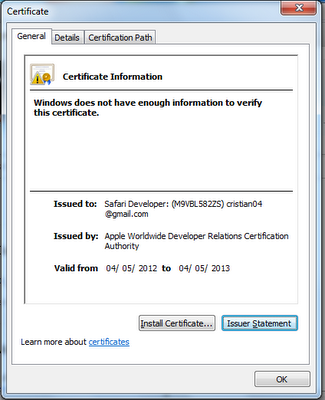 Certificate
General Details Certification Path
Certificate Information
Windows does not have enough information to verify
this certificate.
Issued to: Safari Developer: (M9VBL582ZS) cristian04
@gmail.com
Issued by: Apple Worldwide Developer Relations Certification
Authority
Valid from 04/ 05/ 2012 to 04/ 05/ 2013
Install Certificate... Issuer Statement
Learn more about certificates
OK